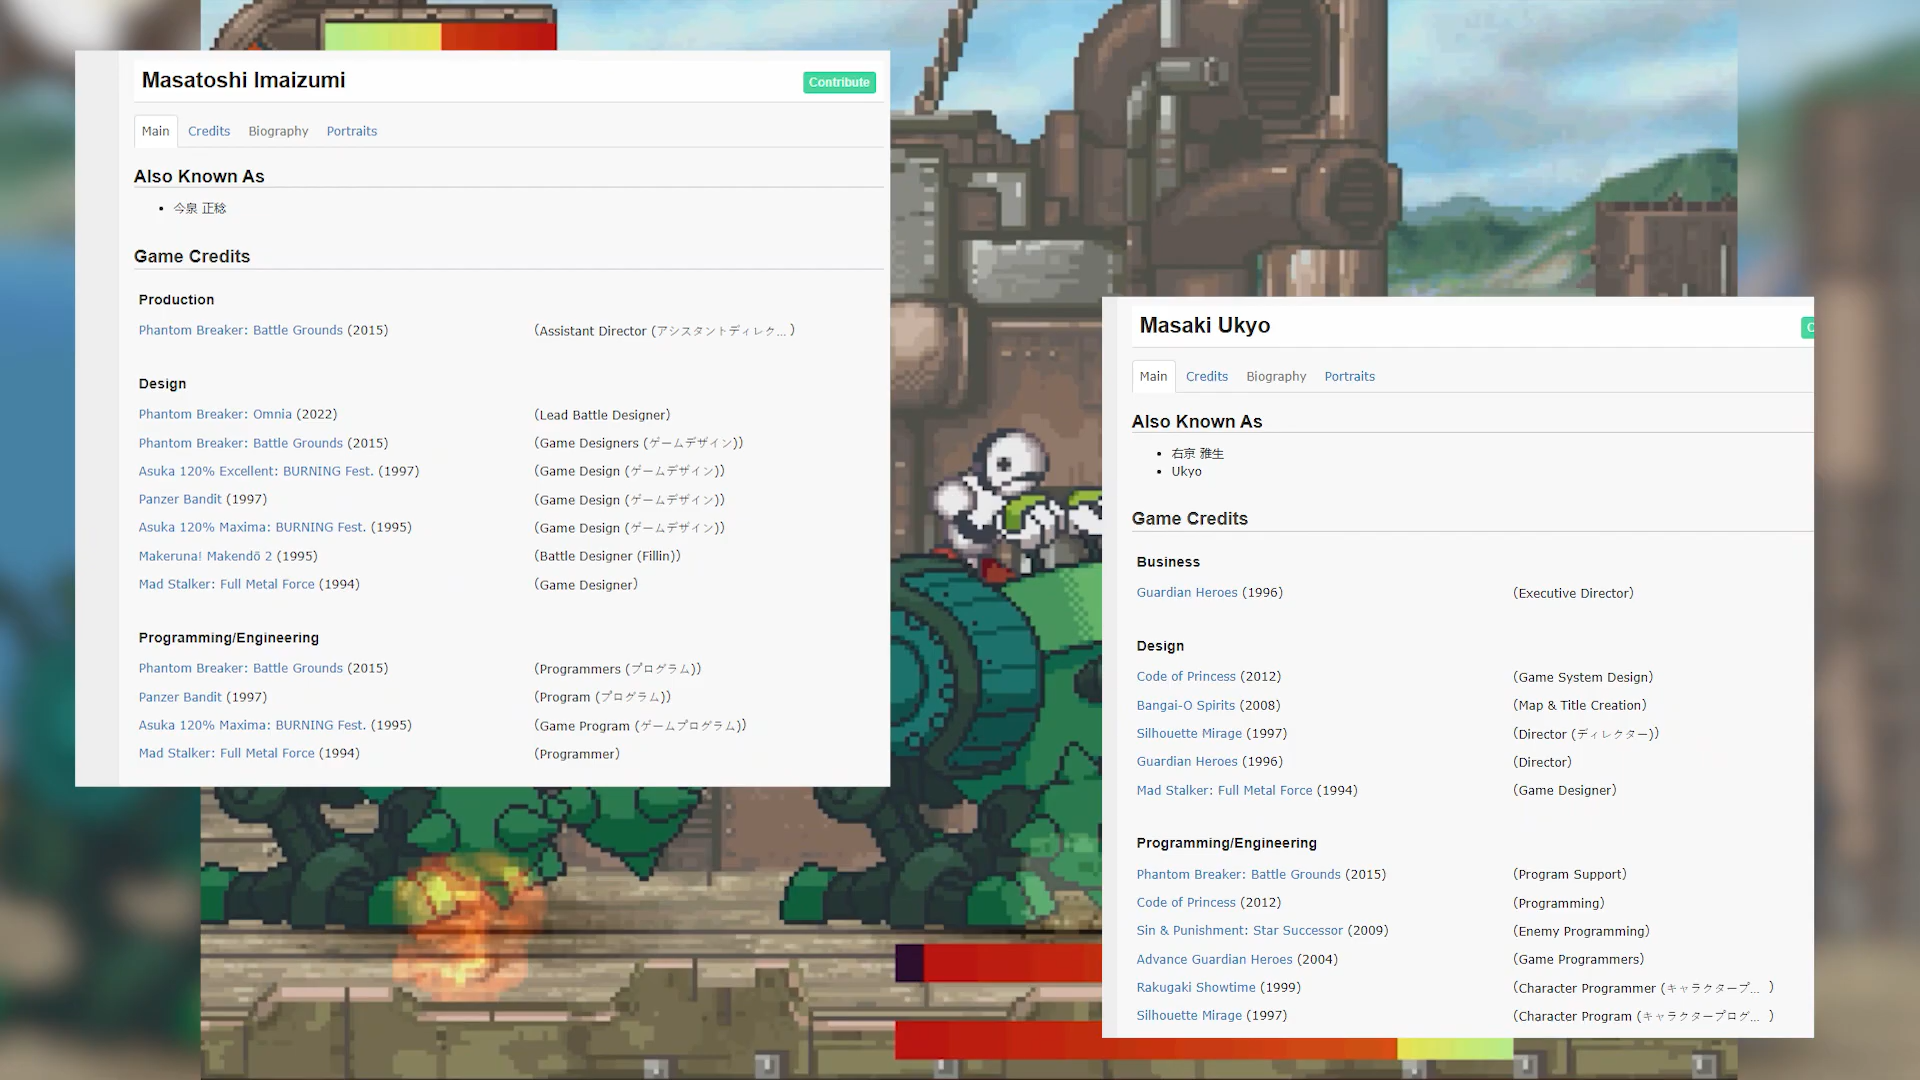 Masatoshi Imaizumi
Contribute
Main Credits Biography Portraits
Also Known As
• 今泉 正稔
Game Credits
Production
Phantom Breaker: Battle Grounds (2015) (Assistant Director (アシスタントディレク... )
Design
Phantom Breaker: Omnia (2022) (Lead Battle Designer)
Phantom Breaker: Battle Grounds (2015) (Game Designers (ゲームデザイン))
Asuka 120% Excellent: BURNING Fest. (1997) (Game Design (ゲームデザイン))
Panzer Bandit (1997) (Game Design (ゲームデザイン))
Asuka 120% Maxima: BURNING Fest. (1995) (Game Design (ゲームデザイン))
Makeruna! Makendō 2 (1995) (Battle Designer (Fillin))
Mad Stalker: Full Metal Force (1994) (Game Designer)
Programming/Engineering
Phantom Breaker: Battle Grounds (2015) (Programmers (プログラム))
Panzer Bandit (1997) (Program (プログラム))
Asuka 120% Maxima: BURNING Fest. (1995) (Game Program (ゲームプログラム))
Mad Stalker: Full Metal Force (1994) (Programmer)
Masaki Ukyo
C
Main Credits Biography Portraits
Also Known As
• 右京 雅生
• Ukyo
Game Credits
Business
Guardian Heroes (1996) (Executive Director)
Design
Code of Princess (2012) (Game System Design)
Bangai-O Spirits (2008) (Map & Title Creation)
Silhouette Mirage (1997) (Director (ディレクター))
Guardian Heroes (1996) (Director)
Mad Stalker: Full Metal Force (1994) (Game Designer)
Programming/Engineering
Phantom Breaker: Battle Grounds (2015) (Program Support)
Code of Princess (2012) (Programming)
Sin & Punishment: Star Successor (2009) (Enemy Programming)
Advance Guardian Heroes (2004) (Game Programmers)
Rakugaki Showtime (1999) (Character Programmer (キャラクタープ... )
Silhouette Mirage (1997) (Character Program (キャラクタープログ... )